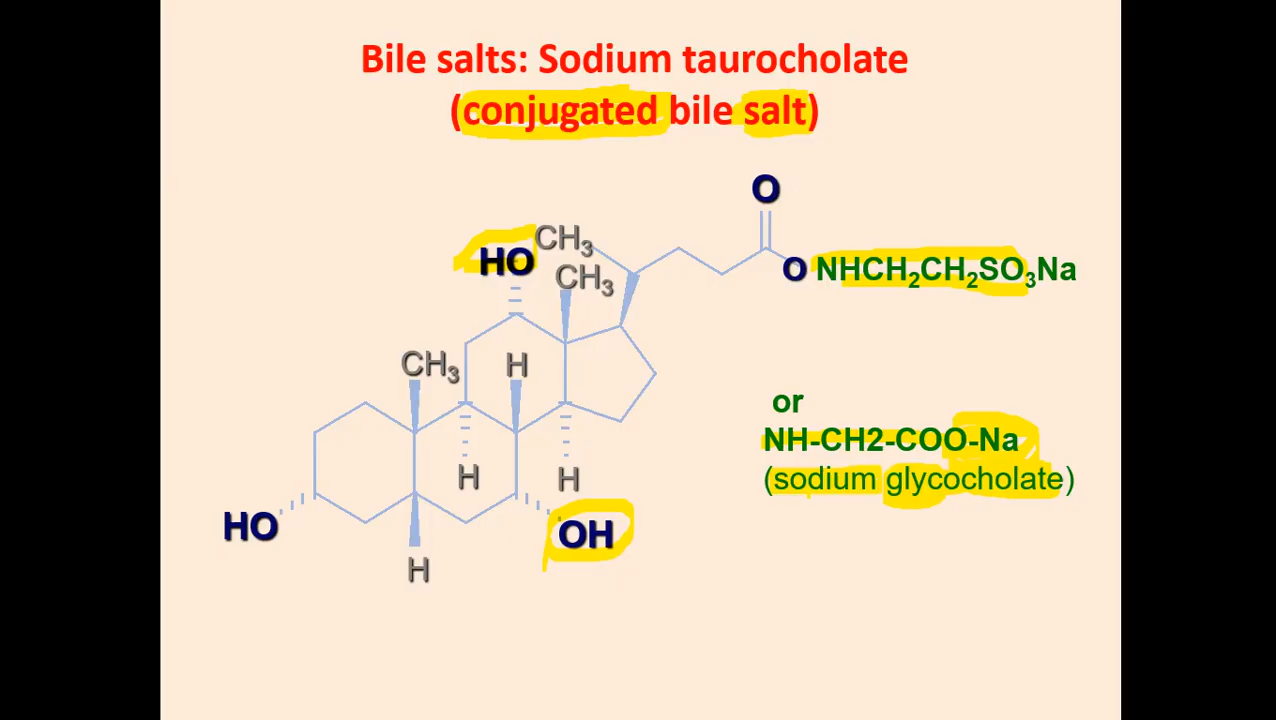 Bile salts: Sodium taurocholate
(conjugated bile salt)
O
CH₃
HO
O NHCH₂CH₂SO₃Na
CH₃
CH₃
H
or
NH-CH2-COO-Na
H
H
(sodium glycocholate)
HO
OH
H